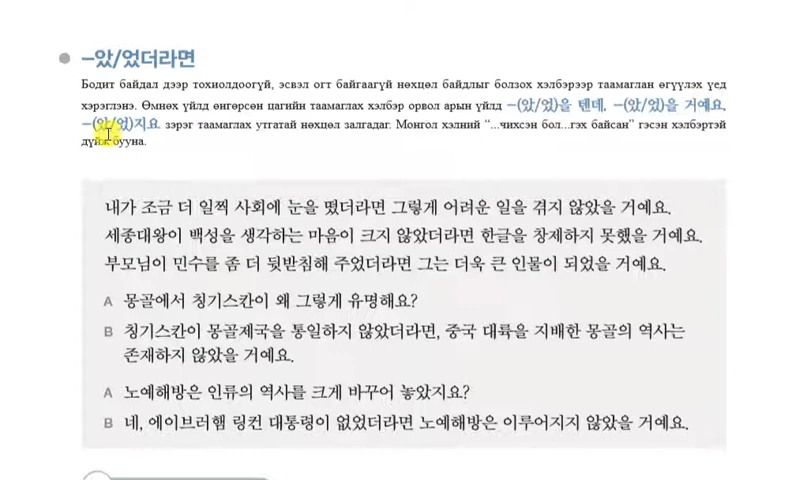 –았/었더라면
Бодит байдал дээр тохиолдоогүй, эсвэл огт байгаагүй нөхцөл байдлыг болзох хэлбэрээр таамаглан өгүүлэх үед
хэрэглэнэ. Өмнөх үйлд өнгөрсөн цагийн таамаглах хэлбэр орвол арын үйлд –(았/었)을 텐데, –(았/었)을 거예요,
–(았/었)지요 зэрэг таамаглах утгатай нөхцөл залгадаг. Монгол хэлний “...чихсэн бол...гэх байсан” гэсэн хэлбэртэй
дүйж бууна.
내가 조금 더 일찍 사회에 눈을 떴더라면 그렇게 어려운 일을 겪지 않았을 거예요.
세종대왕이 백성을 생각하는 마음이 크지 않았더라면 한글을 창제하지 못했을 거예요.
부모님이 민수를 좀 더 뒷받침해 주었더라면 그는 더욱 큰 인물이 되었을 거예요.
A 몽골에서 칭기스칸이 왜 그렇게 유명해요?
B 칭기스칸이 몽골제국을 통일하지 않았더라면, 중국 대륙을 지배한 몽골의 역사는
존재하지 않았을 거예요.
A 노예해방은 인류의 역사를 크게 바꾸어 놓았지요?
B 네, 에이브러햄 링컨 대통령이 없었더라면 노예해방은 이루어지지 않았을 거예요.